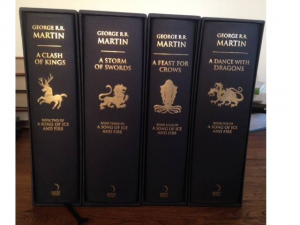 GEORGE R.R.
MARTIN
A CLASH OF
KINGS
BOOK TWO OF
A SONG OF ICE
AND FIRE
GEORGE R.R.
MARTIN
A STORM
OF SWORDS
BOOK THREE OF
A SONG OF ICE
AND FIRE
GEORGE R.R.
MARTIN
A FEAST FOR
CROWS
BOOK FOUR OF
A SONG OF ICE
AND FIRE
GEORGE R.R.
MARTIN
A DANCE WITH
DRAGONS
BOOK FIVE OF
A SONG OF ICE
AND FIRE